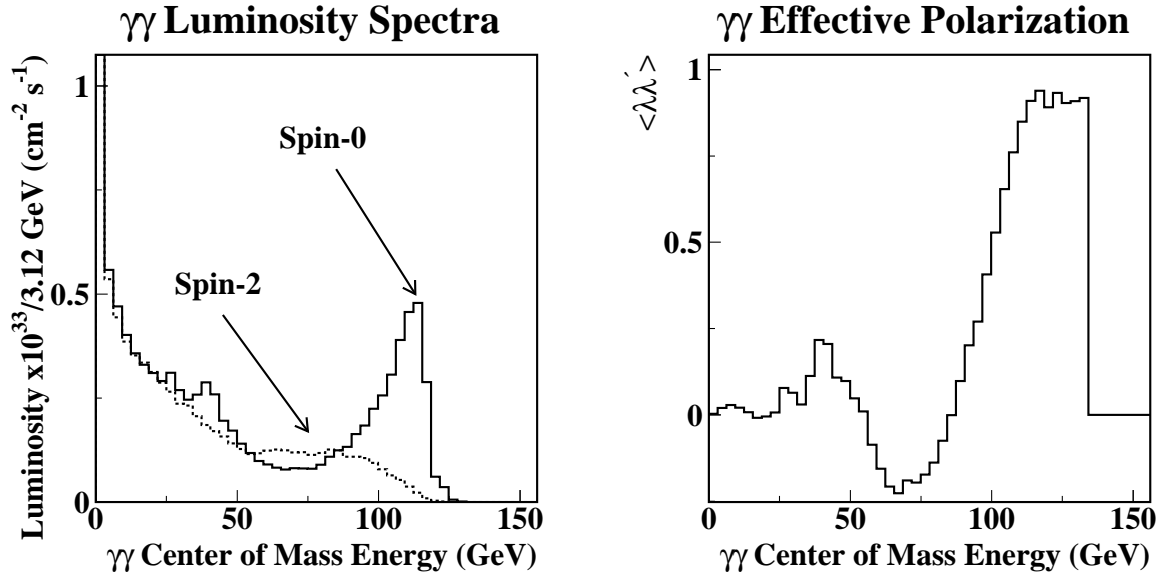 γγ Luminosity Spectra
Luminosity x10³³/3.12 GeV (cm⁻² s⁻¹)
1
0.5
0
Spin-0
Spin-2
0 50 100 150
γγ Center of Mass Energy (GeV)
γγ Effective Polarization
<λλ′>
1
0.5
0
0 50 100 150
γγ Center of Mass Energy (GeV)